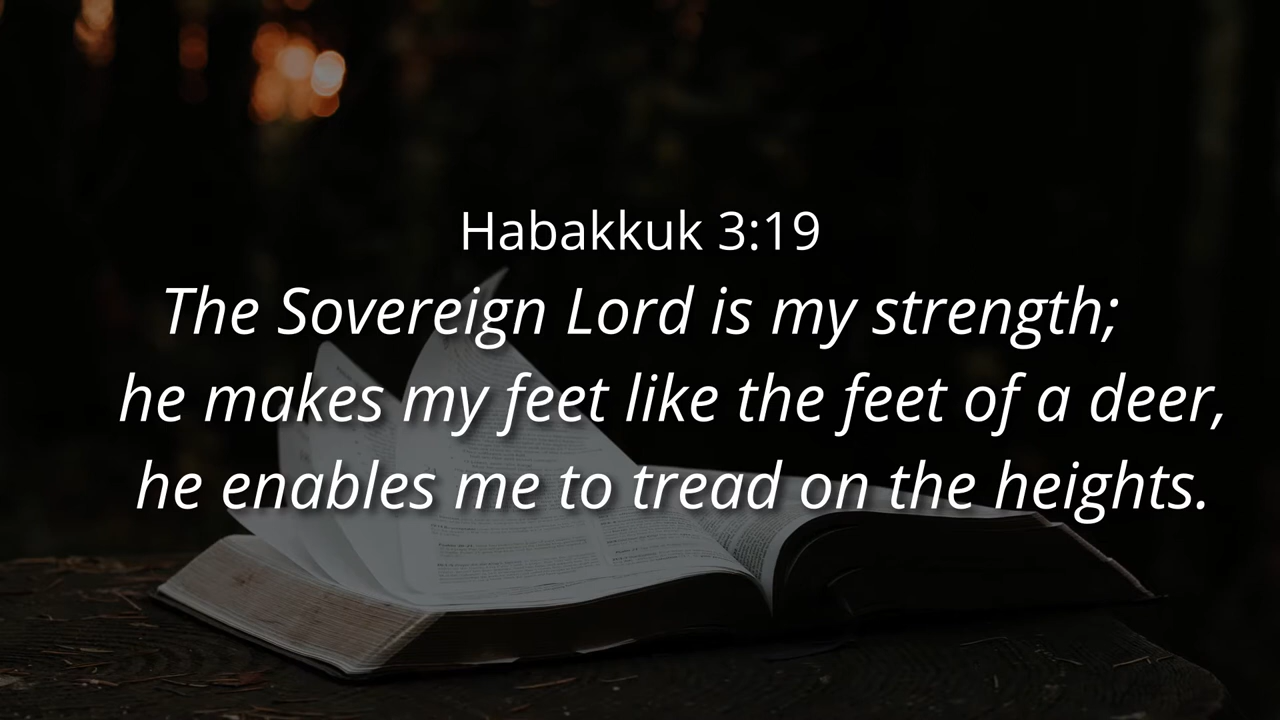 Habakkuk 3:19
The Sovereign Lord is my strength;
he makes my feet like the feet of a deer,
he enables me to tread on the heights.